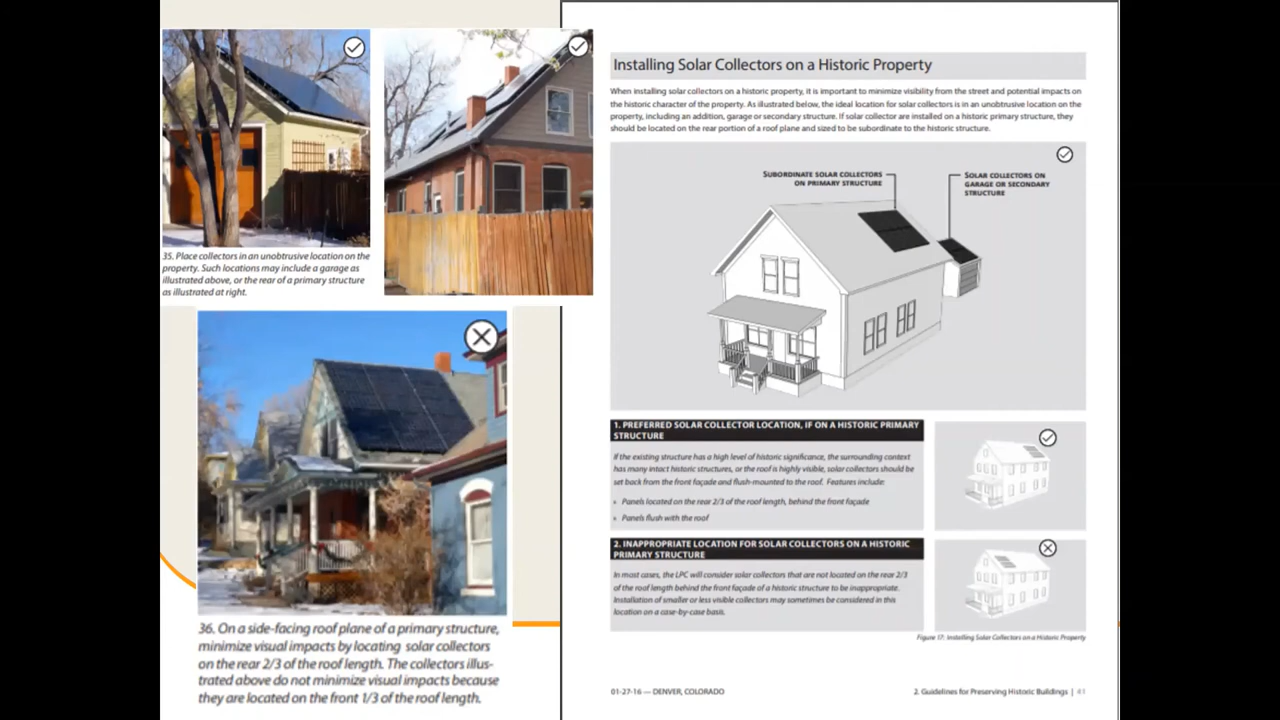 35. Place collectors in an unobtrusive location on the
property. Such locations may include a garage as
illustrated above, or the rear of a primary structure
as illustrated at right.
36. On a side-facing roof plane of a primary structure,
minimize visual impacts by locating solar collectors
on the rear 2/3 of the roof length. The collectors illus-
trated above do not minimize visual impacts because
they are located on the front 1/3 of the roof length.
Installing Solar Collectors on a Historic Property
When installing solar collectors on a historic property, it is important to minimize visibility from the street and potential impacts on
the historic character of the property. As illustrated below, the ideal location for solar collectors is in an unobtrusive location on the
property, including an addition, garage or secondary structure. If solar collector are installed on a historic primary structure, they
should be located on the rear portion of a roof plane and sized to be subordinate to the historic structure.
SUBORDINATE SOLAR COLLECTORS
ON PRIMARY STRUCTURE
SOLAR COLLECTORS ON
GARAGE OR SECONDARY
STRUCTURE
1. PREFERRED SOLAR COLLECTOR LOCATION, IF ON A HISTORIC PRIMARY
STRUCTURE
If the existing structure has a high level of historic significance, the surrounding context
has many intact historic structures, or the roof is highly visible, solar collectors should be
set back from the front façade and flush-mounted to the roof. Features include:
» Panels located on the rear 2/3 of the roof length, behind the front façade
» Panels flush with the roof
2. INAPPROPRIATE LOCATION FOR SOLAR COLLECTORS ON A HISTORIC
PRIMARY STRUCTURE
In most cases, the LPC will consider solar collectors that are not located on the rear 2/3
of the roof length behind the front façade of a historic structure to be inappropriate.
Installation of smaller or less visible collectors may sometimes be considered in this
location on a case-by-case basis.
Figure 17: Installing Solar Collectors on a Historic Property
01-27-16 — DENVER, COLORADO
2. Guidelines for Preserving Historic Buildings | 41